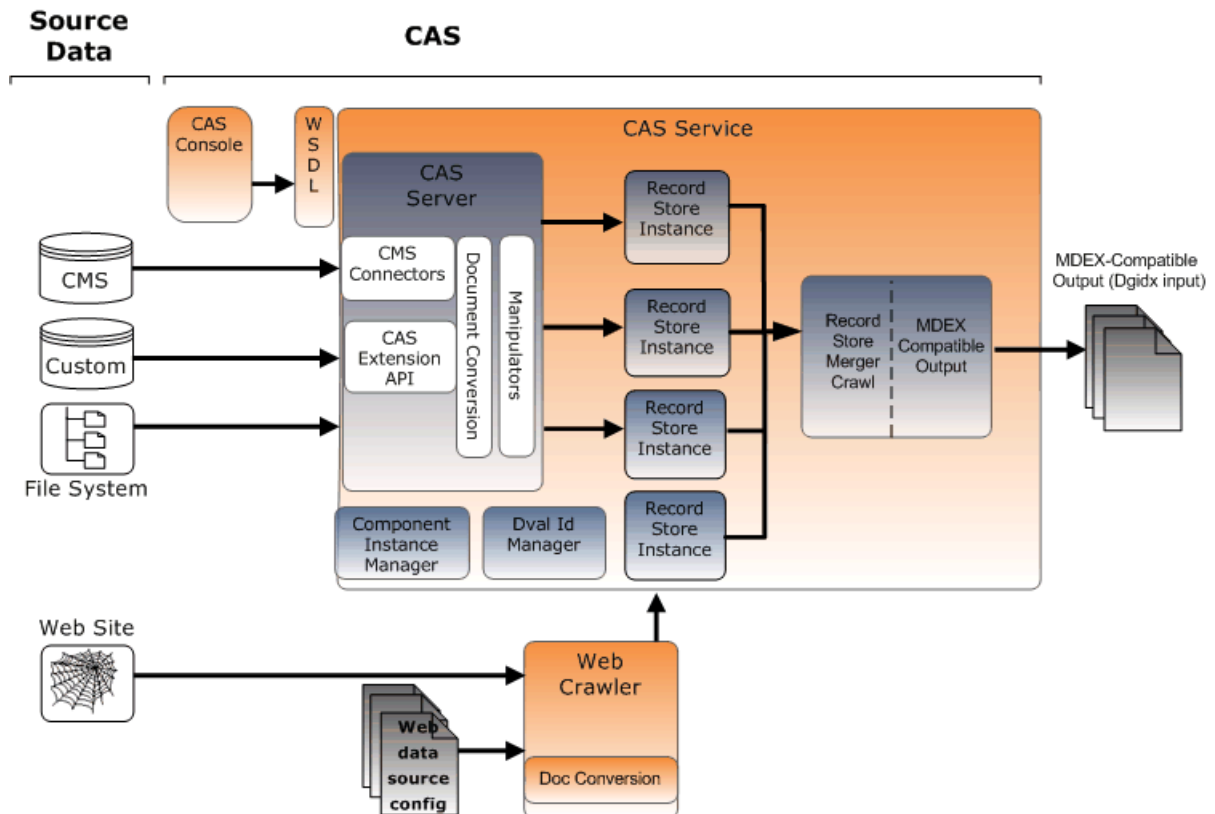 Source
Data
CAS
CAS
Console
W
S
D
L
CAS Service
CAS
Server
CMS
Connectors
CAS
Extension
API
Document Conversion
Manipulators
Record
Store
Instance
Record
Store
Instance
Record
Store
Instance
Record
Store
Instance
Record
Store
Merger
Crawl
MDEX
Compatible
Output
MDEX-Compatible
Output (Dgidx input)
CMS
Custom
File System
Component
Instance
Manager
Dval Id
Manager
Web Site
Web
Crawler
Doc Conversion
Web
data
source
config